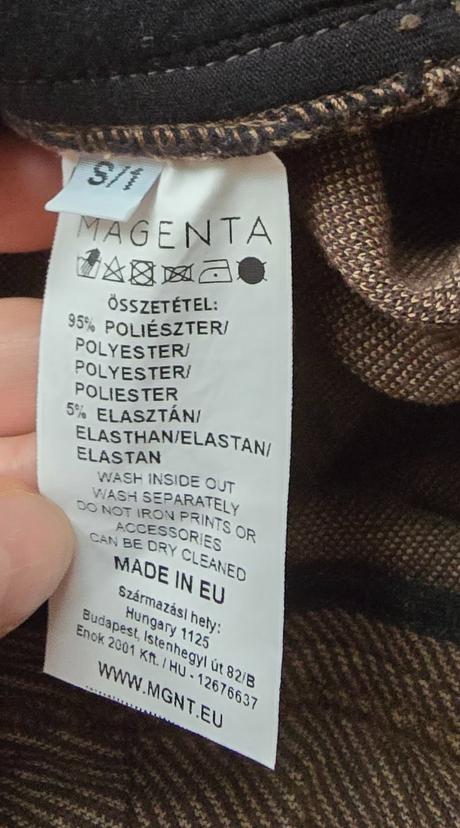 S/1
MAGENTA
ÖSSZETÉTEL:
95% POLIÉSZTER/
POLYESTER/
POLYESTER/
POLIESTER
5% ELASZTÁN/
ELASTHAN/ELASTAN/
ELASTAN
WASH INSIDE OUT
WASH SEPARATELY
DO NOT IRON PRINTS OR
ACCESSORIES
CAN BE DRY CLEANED
MADE IN EU
Származási hely:
Hungary 1125
Budapest, Istenhegyi út 82/B
Enok 2001 Kft. / HU - 12676637
WWW.MGNT.EU